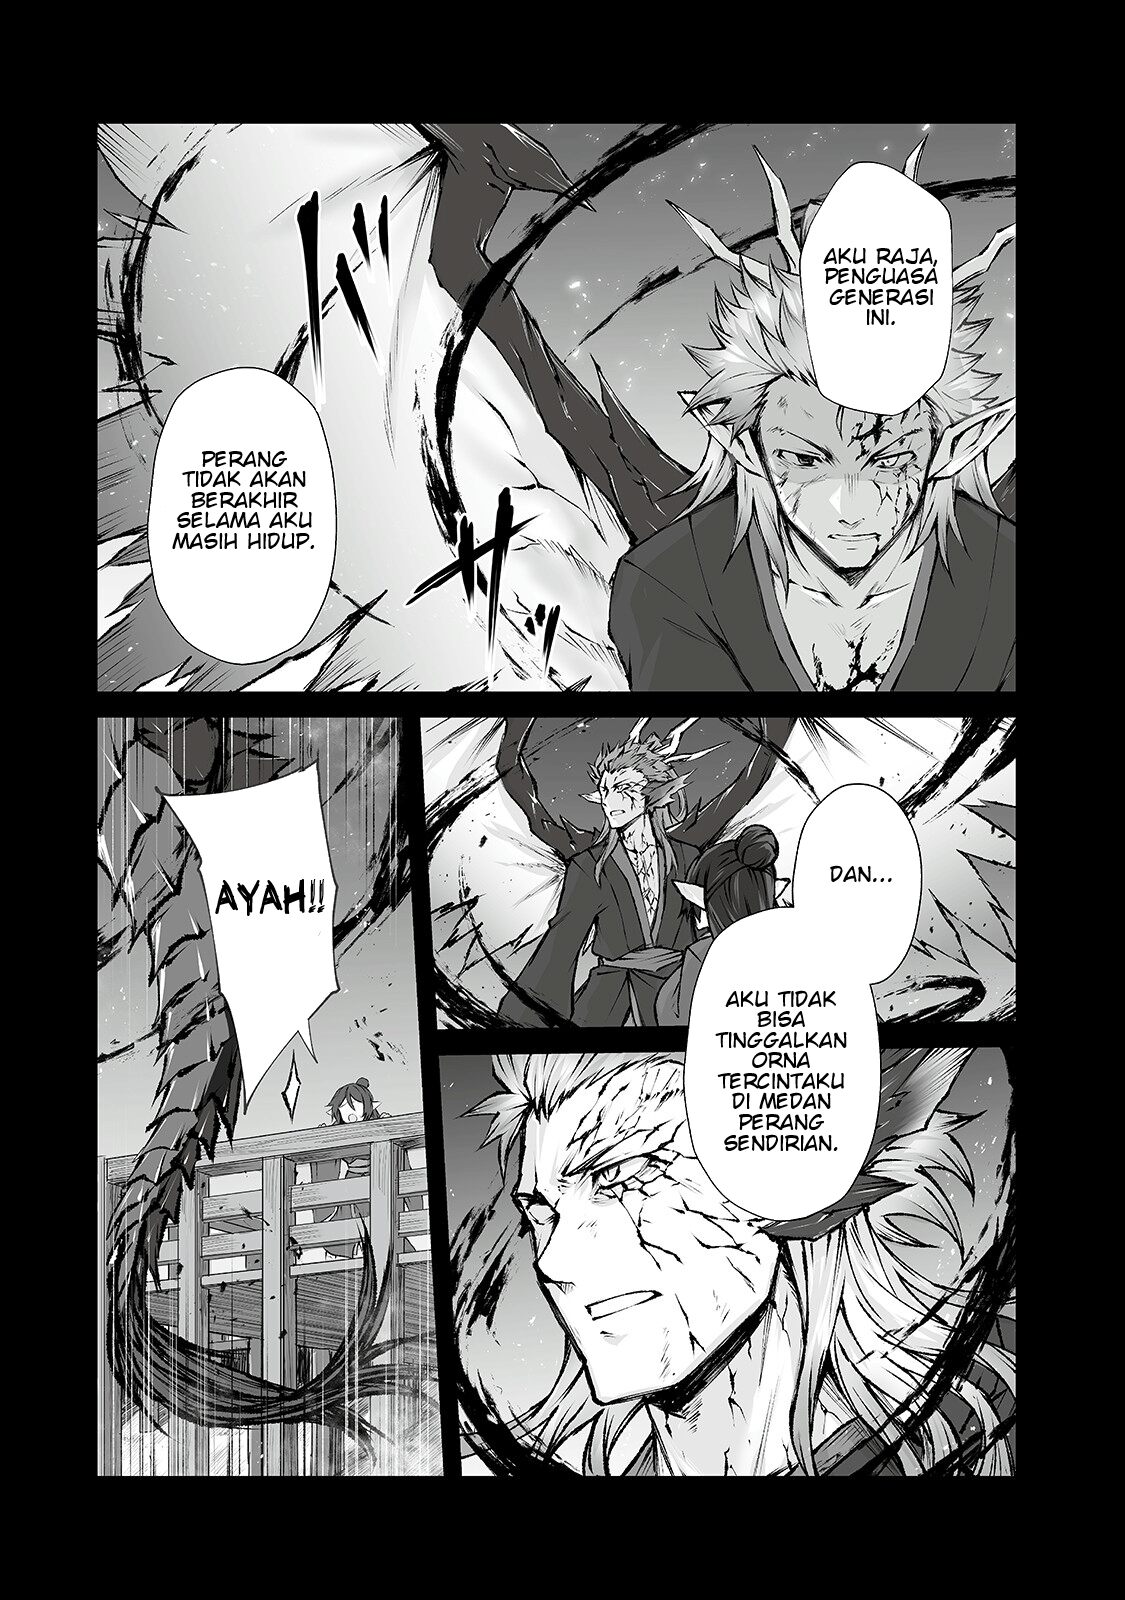 AKU RAJA,
PENGUASA
GENERASI
INI.
PERANG
TIDAK AKAN
BERAKHIR
SELAMA AKU
MASIH HIDUP.
DAN...
AKU TIDAK
BISA
TINGGALKAN
ORNA
TERCINTAKU
DI MEDAN
PERANG
SENDIRIAN.
AYAH!!